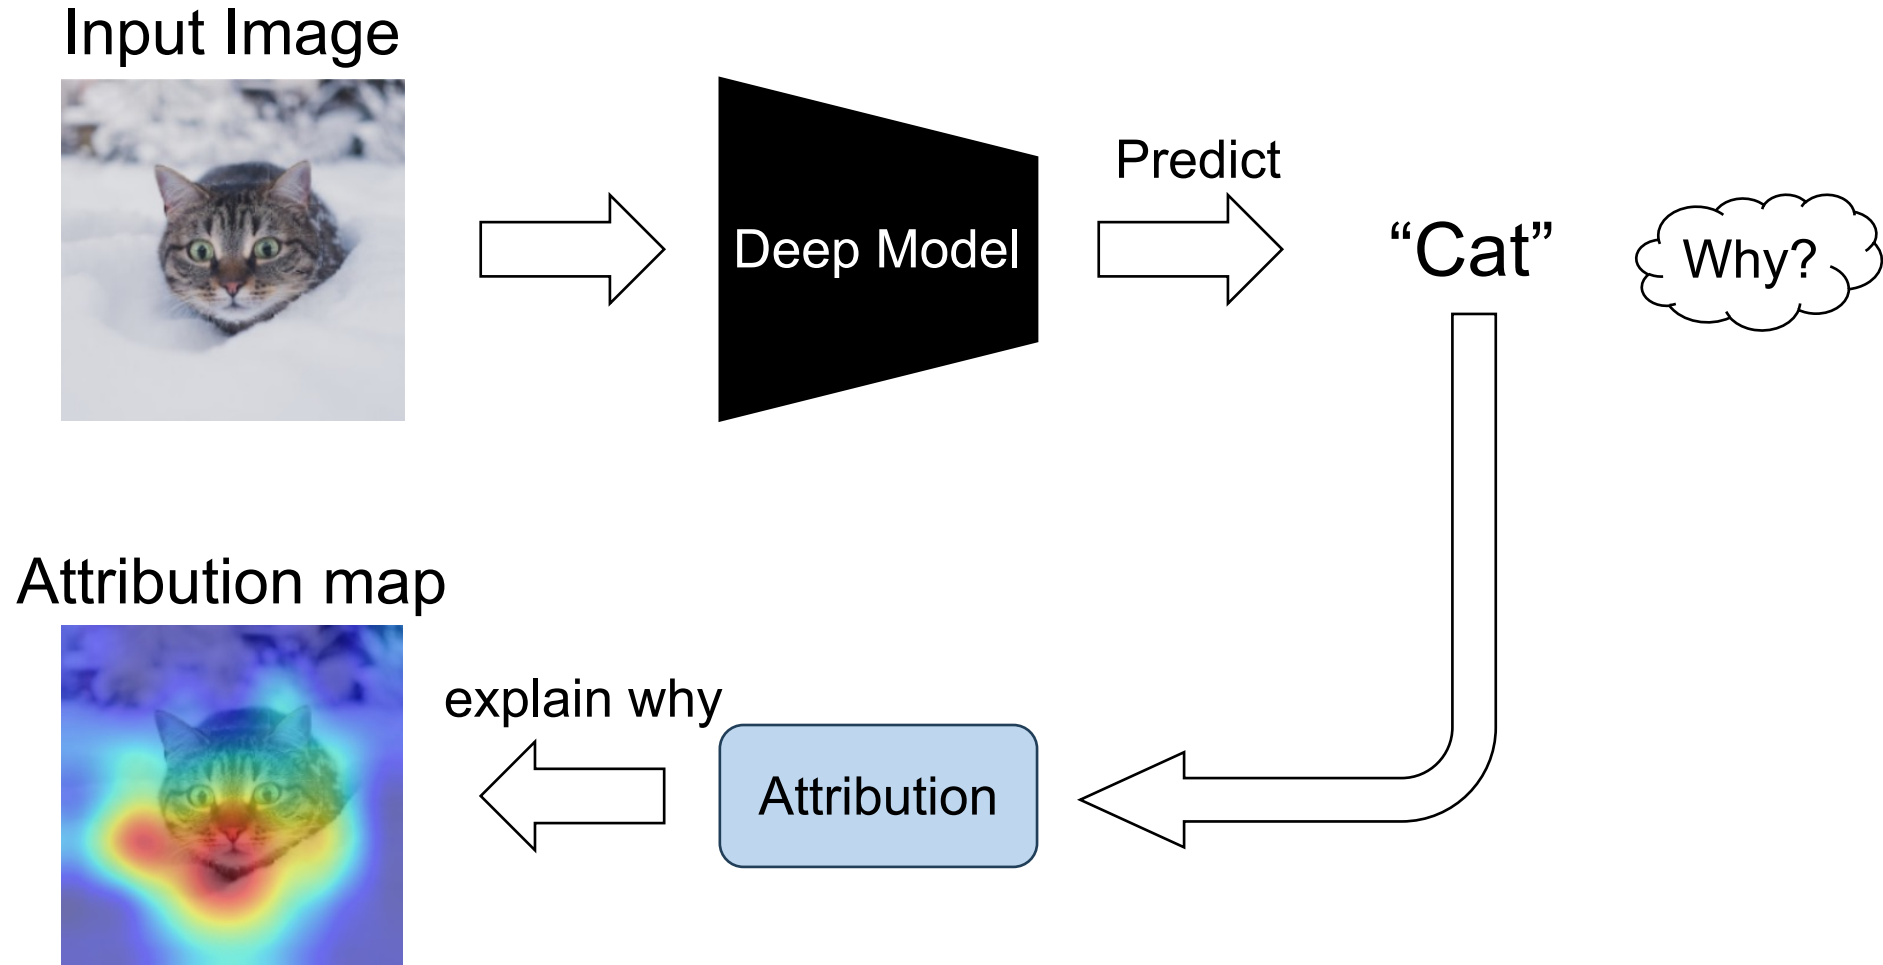 Input Image
Predict
Deep Model
“Cat”
Why?
Attribution map
explain why
Attribution